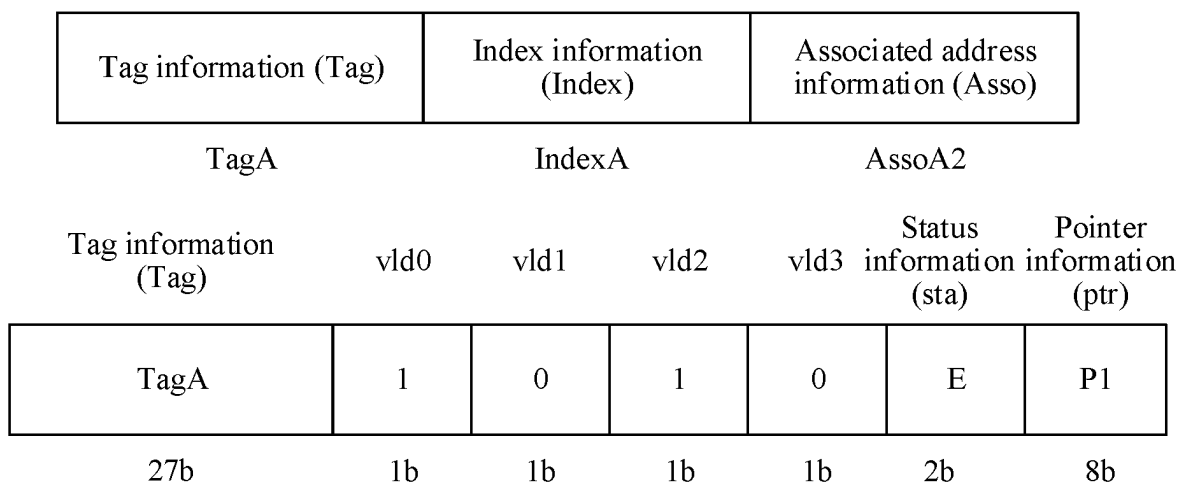 Tag information (Tag)
Index information
(Index)
Associated address
information (Asso)
TagA
IndexA
AssoA2
Tag information
(Tag)
vld0
vld1
vld2
vld3
Status
information
(sta)
Pointer
information
(ptr)
TagA
1
0
1
0
E
P1
27b
1b
1b
1b
1b
2b
8b